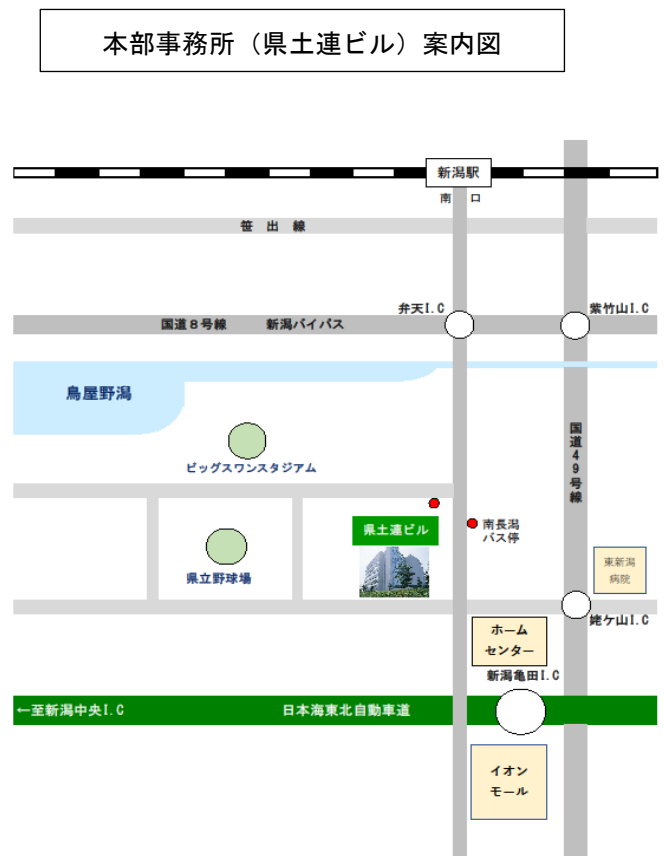 本部事務所（県土連ビル）案内図
新潟駅
南　口
笹　出　線
弁天I.C
紫竹山I.C
国道８号線　　新潟バイパス
鳥屋野潟
国道４９号線
ビッグスワンスタジアム
県土連ビル
南長潟
バス停
県立野球場
東新潟
病院
姥ケ山I.C
ホーム
センター
新潟亀田I.C
←至新潟中央I.C
日本海東北自動車道
イオン
モール